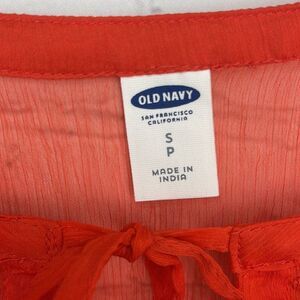 OLD NAVY
SAN FRANCISCO
CALIFORNIA
S
P
MADE IN
INDIA